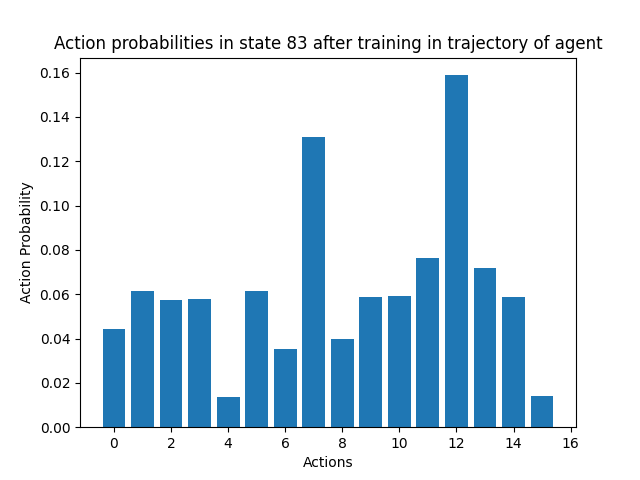 Action probabilities in state 83 after training in trajectory of agent
0.16
0.14
0.12
0.10
0.08
0.06
0.04
0.02
0.00
Action Probability
0 2 4 6 8 10 12 14 16
Actions